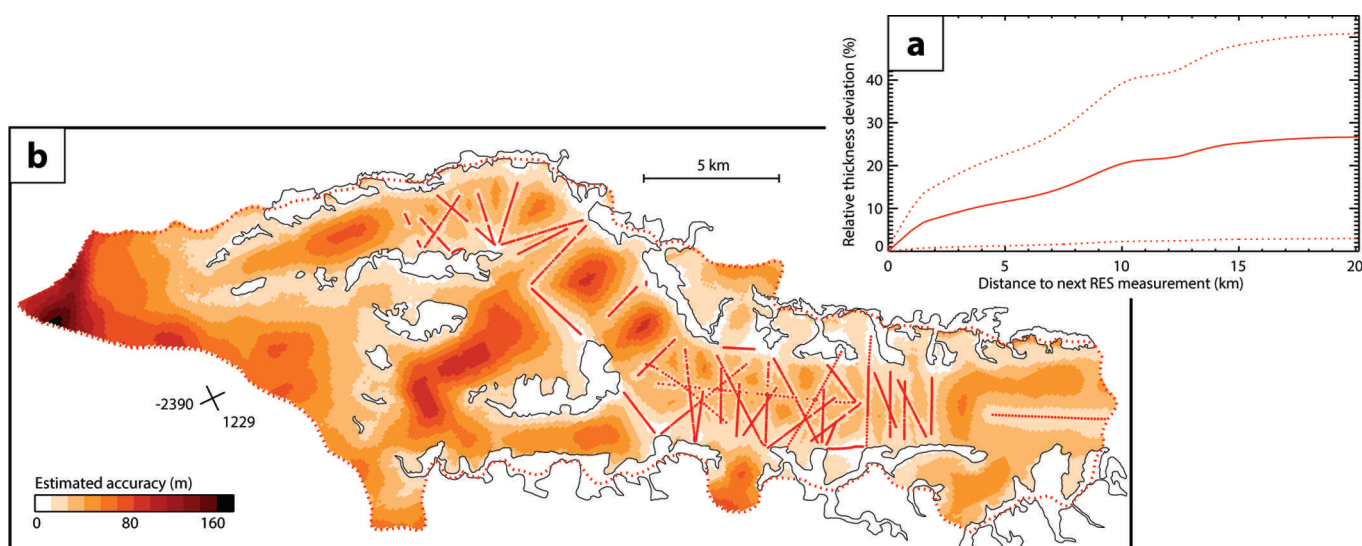 a
Relative thickness deviation (%)
40
30
20
10
0
0 5 10 15 20
Distance to next RES measurement (km)
b
5 km
-2390
1229
Estimated accuracy (m)
0 80 160